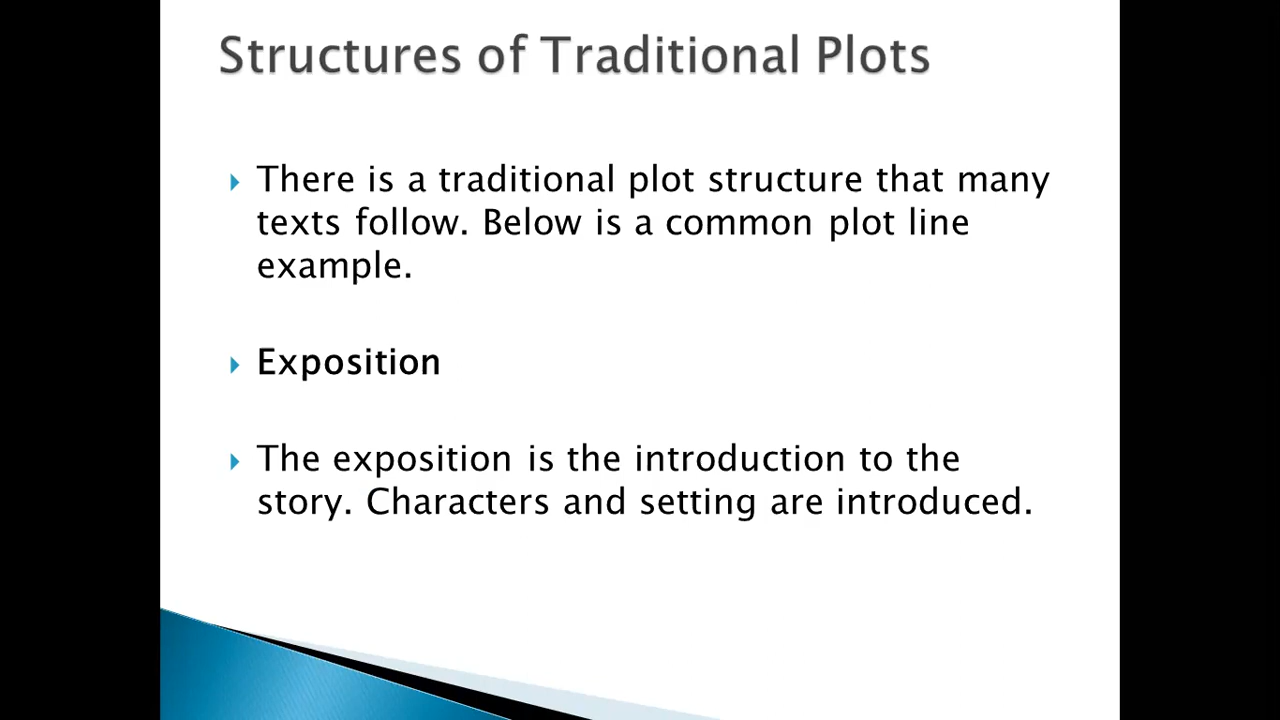 Structures of Traditional Plots
There is a traditional plot structure that many
texts follow. Below is a common plot line
example.
Exposition
The exposition is the introduction to the
story. Characters and setting are introduced.